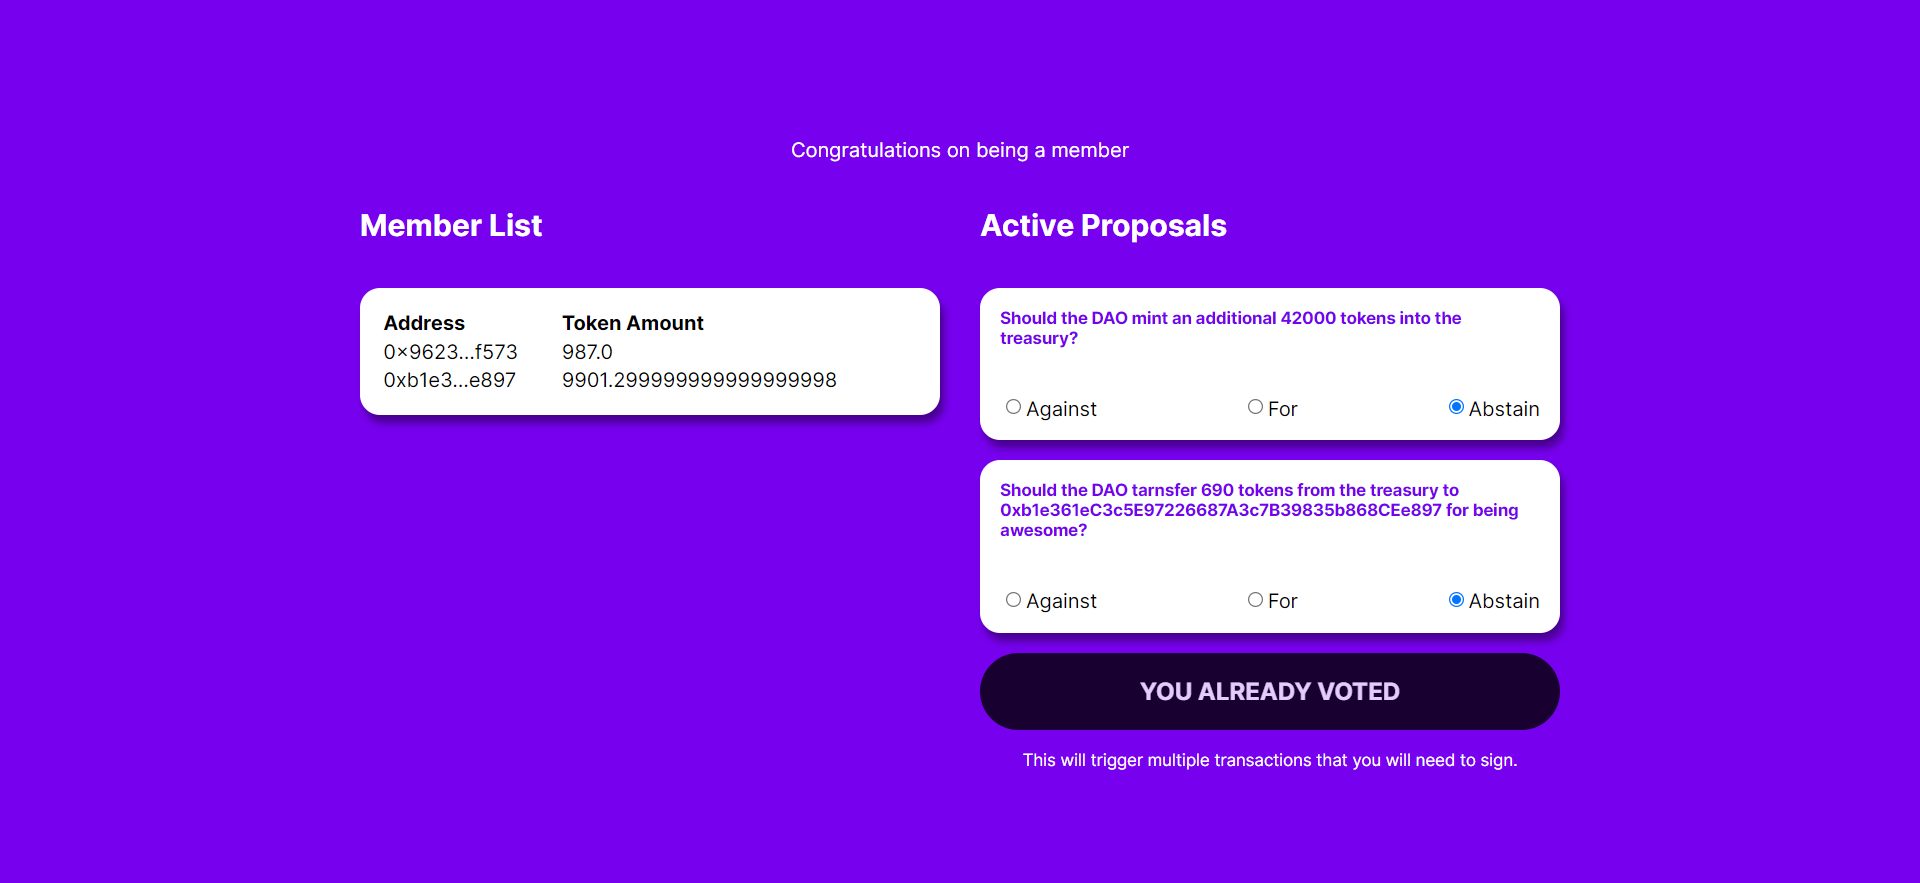 Congratulations on being a member
Member List
Address Token Amount
0×9623...f573 987.0
0xb1e3...e897 9901.299999999999999998
Active Proposals
Should the DAO mint an additional 42000 tokens into the
treasury?
Against For Abstain
Should the DAO tarnsfer 690 tokens from the treasury to
0xb1e361eC3c5E97226687A3c7B39835b868CEe897 for being
awesome?
Against For Abstain
YOU ALREADY VOTED
This will trigger multiple transactions that you will need to sign.